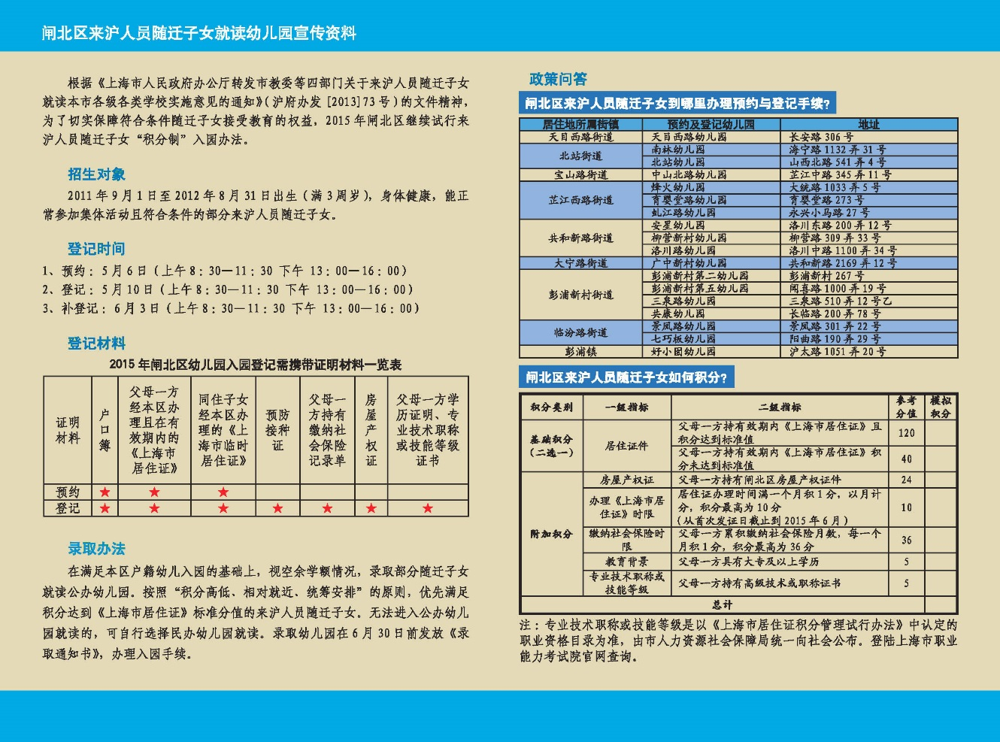 闸北区来沪人员随迁子女就读幼儿园宣传资料
根据《上海市人民政府办公厅转发市教委等四部门关于来沪人员随迁子女
就读本市各级各类学校实施意见的通知》(沪府办发 [2013]73 号)的文件精神，
为了切实保障符合条件随迁子女接受教育的权益，2015 年闸北区继续试行来
沪人员随迁子女“积分制”入园办法。
招生对象
2011 年 9 月 1 日至 2012 年 8 月 31 日出生（满 3 周岁），身体健康，能正
常参加集体活动且符合条件的部分来沪人员随迁子女。
登记时间
1、预约：5 月 6 日（上午 8：30—11：30 下午 13：00—16：00）
2、登记：5 月 10 日（上午 8：30—11：30 下午 13：00—16：00）
3、补登记：6 月 3 日（上午 8：30—11：30 下午 13：00—16：00）
登记材料
2015 年闸北区幼儿园入园登记需携带证明材料一览表
证明
材料
户
口
簿
父母一方
经本区办
理且在有
效期内的
《上海市
居住证》
同住子女
经本区办
理的《上
海市临时
居住证》
预防
接种
证
父母一
方持有
缴纳社
会保险
记录单
房
屋
产
权
证
父母一方学
历证明、专
业技术职称
或技能等级
证书
预约 ★ ★ ★
登记 ★ ★ ★ ★ ★ ★ ★
录取办法
在满足本区户籍幼儿入园的基础上，视空余学额情况，录取部分随迁子女
就读公办幼儿园。按照“积分高低、相对就近、统筹安排”的原则，优先满足
积分达到《上海市居住证》标准分值的来沪人员随迁子女。无法进入公办幼儿
园就读的，可自行选择民办幼儿园就读。录取幼儿园在 6 月 30 日前发放《录
取通知书》，办理入园手续。
政策问答
闸北区来沪人员随迁子女到哪里办理预约与登记手续?
居住地所属街镇 预约及登记幼儿园 地址
天目西路街道 天目西路幼儿园 长安路 306 号
北站街道 南林幼儿园 海宁路 1132 弄 31 号
北站幼儿园 山西北路 541 弄 4 号
宝山路街道 中山北路幼儿园 芷江中路 345 弄 11 号
芷江西路街道 烽火幼儿园 大统路 1033 弄 5 号
育婴堂路幼儿园 育婴堂路 273 号
虬江路幼儿园 永兴小马路 27 号
共和新路街道 安星幼儿园 洛川东路 200 弄 12 号
柳营新村幼儿园 柳营路 309 弄 33 号
洛川路幼儿园 洛川中路 1100 弄 34 号
大宁路街道 广中新村幼儿园 共和新路 2169 弄 12 号
彭浦新村街道 彭浦新村第二幼儿园 彭浦新村 267 号
彭浦新村第五幼儿园 闻喜路 1000 弄 19 号
三泉路幼儿园 三泉路 510 弄 12 号乙
共康幼儿园 长临路 200 弄 78 号
临汾路街道 景凤路幼儿园 景凤路 301 弄 22 号
七巧板幼儿园 阳曲路 190 弄 29 号
彭浦镇 好小囡幼儿园 沪太路 1051 弄 20 号
闸北区来沪人员随迁子女如何积分?
积分类别 一级指标 二级指标 参考
分值 模拟
积分
基础积分
（二选一）
居住证件
父母一方持有效期内《上海市居住证》且
积分达到标准值 120
父母一方持有效期内《上海市居住证》积
分未达到标准值 40
附加积分
房屋产权证 父母一方持有闸北区房屋产权证件 24
办理《上海市居
住证》时限
居住证办理时间满一个月积 1 分，以月计
分，积分最高为 10 分
（从首次发证日截止到 2015 年 6 月） 10
缴纳社会保险时
限
父母一方累积缴纳社会保险月数，每一个
月积 1 分，积分最高为 36 分 36
教育背景 父母一方具有大专及以上学历 5
专业技术职称或
技能等级
父母一方持有高级技术或职称证书 5
总计
注：专业技术职称或技能等级是以《上海市居住证积分管理试行办法》中认定的
职业资格目录为准，由市人力资源社会保障局统一向社会公布。登陆上海市职业
能力考试院官网查询。